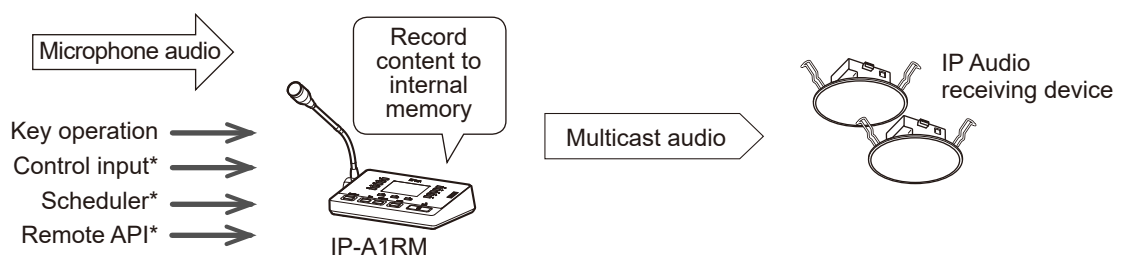 Microphone audio
Record
content to
internal
memory
Key operation
Control input*
Scheduler*
Remote API*
IP-A1RM
Multicast audio
IP Audio
receiving device